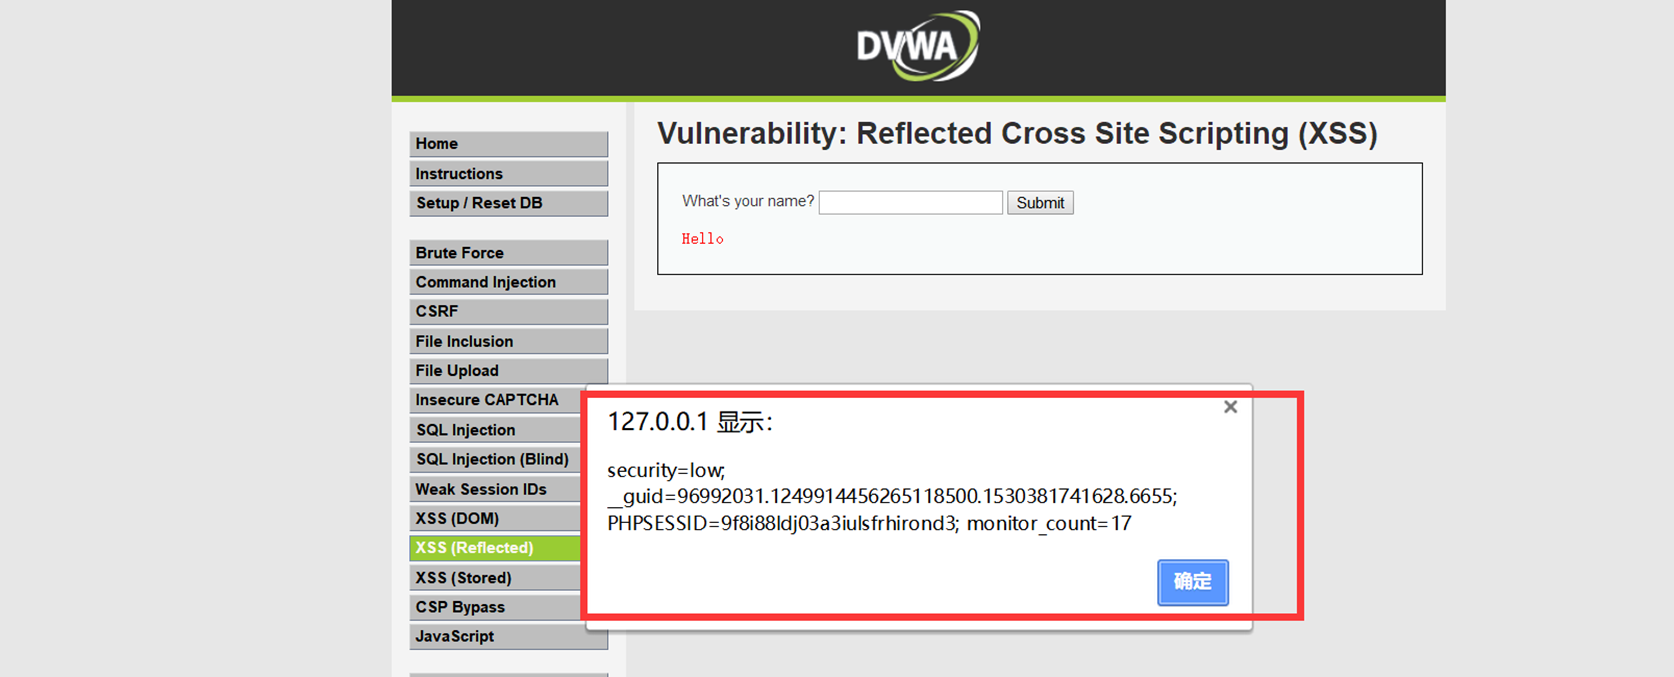 DVWA
Home
Instructions
Setup / Reset DB
Brute Force
Command Injection
CSRF
File Inclusion
File Upload
Insecure CAPTCHA
SQL Injection
SQL Injection (Blind)
Weak Session IDs
XSS (DOM)
XSS (Reflected)
XSS (Stored)
CSP Bypass
JavaScript
Vulnerability: Reflected Cross Site Scripting (XSS)
What's your name? Submit
Hello
127.0.0.1 显示:
security=low;
__guid=96992031.1249914456265118500.1530381741628.6655;
PHPSESSID=9f8i88ldj03a3iulsfrhirond3; monitor_count=17
确定